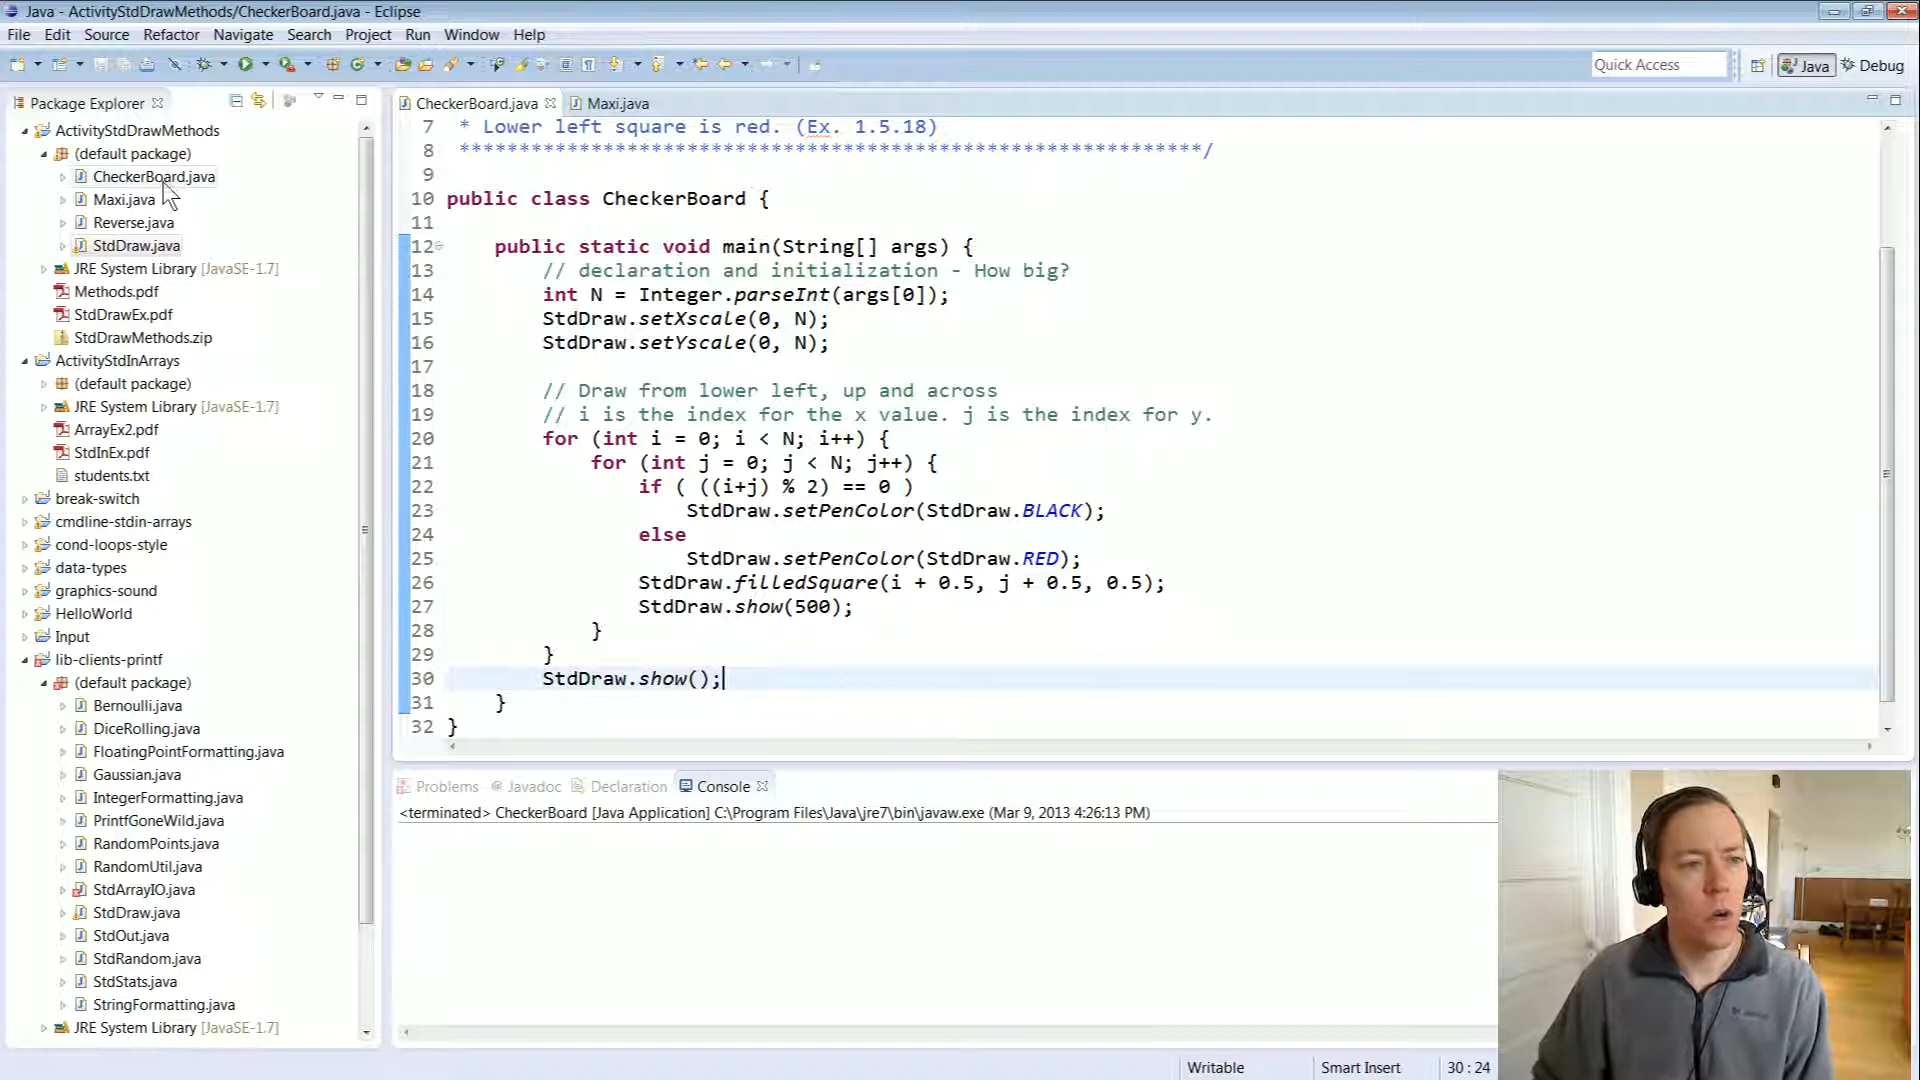 Java - ActivityStdDrawMethods/CheckerBoard.java - Eclipse
File Edit Source Refactor Navigate Search Project Run Window Help
Quick Access Java Debug
Package Explorer
ActivityStdDrawMethods
(default package)
CheckerBoard.java
Maxi.java
Reverse.java
StdDraw.java
JRE System Library [JavaSE-1.7]
Methods.pdf
StdDrawEx.pdf
StdDrawMethods.zip
ActivityStdInArrays
(default package)
JRE System Library [JavaSE-1.7]
ArrayEx2.pdf
StdInEx.pdf
students.txt
break-switch
cmdline-stdin-arrays
cond-loops-style
data-types
graphics-sound
HelloWorld
Input
lib-clients-printf
(default package)
Bernoulli.java
DiceRolling.java
FloatingPointFormatting.java
Gaussian.java
IntegerFormatting.java
PrintfGoneWild.java
RandomPoints.java
RandomUtil.java
StdArrayIO.java
StdDraw.java
StdOut.java
StdRandom.java
StdStats.java
StringFormatting.java
JRE System Library [JavaSE-1.7]
CheckerBoard.java Maxi.java
7 * Lower left square is red. (Ex. 1.5.18)
8 **************************************************************/
9
10 public class CheckerBoard {
11
12 public static void main(String[] args) {
13 // declaration and initialization - How big?
14 int N = Integer.parseInt(args[0]);
15 StdDraw.setXscale(0, N);
16 StdDraw.setYscale(0, N);
17
18 // Draw from lower left, up and across
19 // i is the index for the x value. j is the index for y.
20 for (int i = 0; i < N; i++) {
21 for (int j = 0; j < N; j++) {
22 if ( ((i+j) % 2) == 0 )
23 StdDraw.setPenColor(StdDraw.BLACK);
24 else
25 StdDraw.setPenColor(StdDraw.RED);
26 StdDraw.filledSquare(i + 0.5, j + 0.5, 0.5);
27 StdDraw.show(500);
28 }
29 }
30 StdDraw.show();
31 }
32 }
Problems Javadoc Declaration Console
<terminated> CheckerBoard [Java Application] C:\Program Files\Java\jre7\bin\javaw.exe (Mar 9, 2013 4:26:13 PM)
Writable Smart Insert 30 : 24